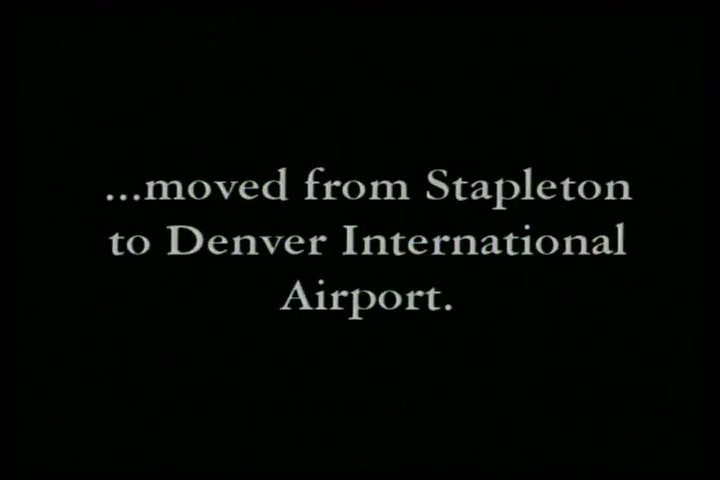 ...moved from Stapleton
to Denver International
Airport.